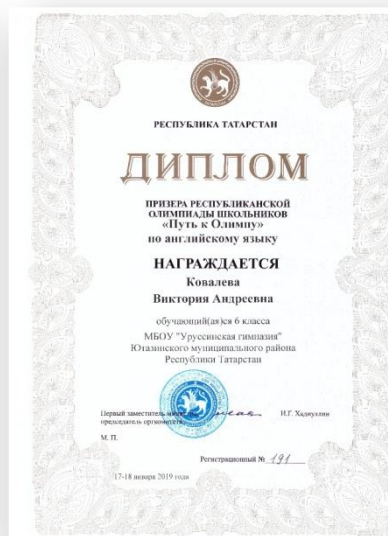 РЕСПУБЛИКА ТАТАРСТАН
ДИПЛОМ
ПРИЗЕРА РЕСПУБЛИКАНСКОЙ
ОЛИМПИАДЫ ШКОЛЬНИКОВ
«Путь к Олимпу»
по английскому языку
НАГРАЖДАЕТСЯ
Ковалева
Виктория Андреевна
обучающий(ая)ся 6 класса
МБОУ "Уруссинская гимназия"
Ютазинского муниципального района
Республики Татарстан
Первый заместитель
И.Г. Хадиуллин
председатель оргкомитета
М. П.
Регистрационный № 191
17-18 января 2019 года